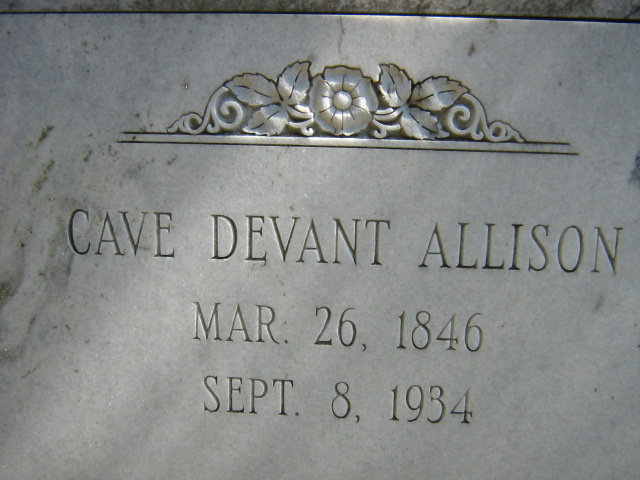 CAVE DEVANT ALLISON
MAR. 26, 1846
SEPT. 8, 1934